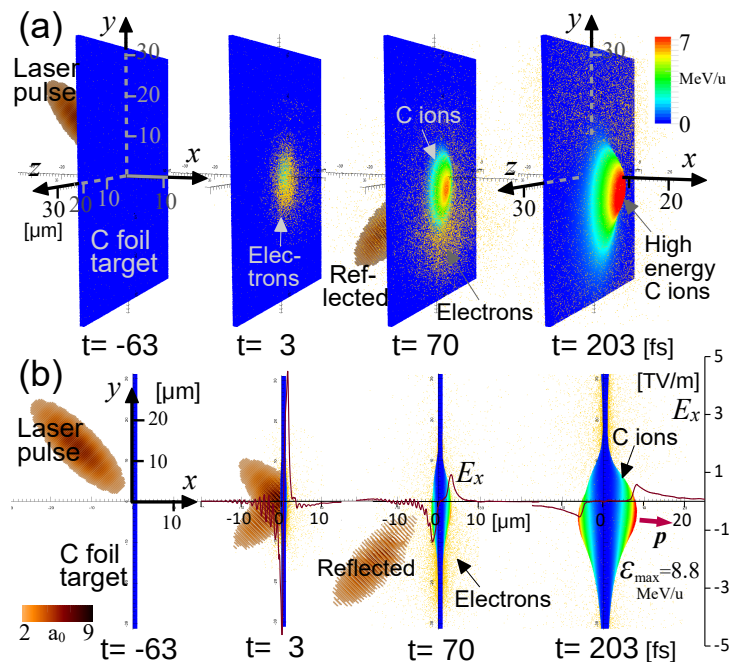 (a)
y
30
20
10
Laser
pulse
x
z
10
10
20
30
[μm]
C foil
target
Elec-
trons
C ions
Ref-
lected
Electrons
7
MeV/u
0
30
z
x
20
High
energy
C ions
t= -63
t= 3
t= 70
t= 203 [fs]
(b)
y
[μm]
20
10
Laser
pulse
x
10
C foil
target
-10
0
10
-10
0
10
[μm]
Ex
Reflected
Electrons
C ions
0
20
p
εmax=8.8
MeV/u
[TV/m]
Ex
5
3
1
-1
-3
-5
2 a0 9
t= -63
t= 3
t= 70
t= 203 [fs]